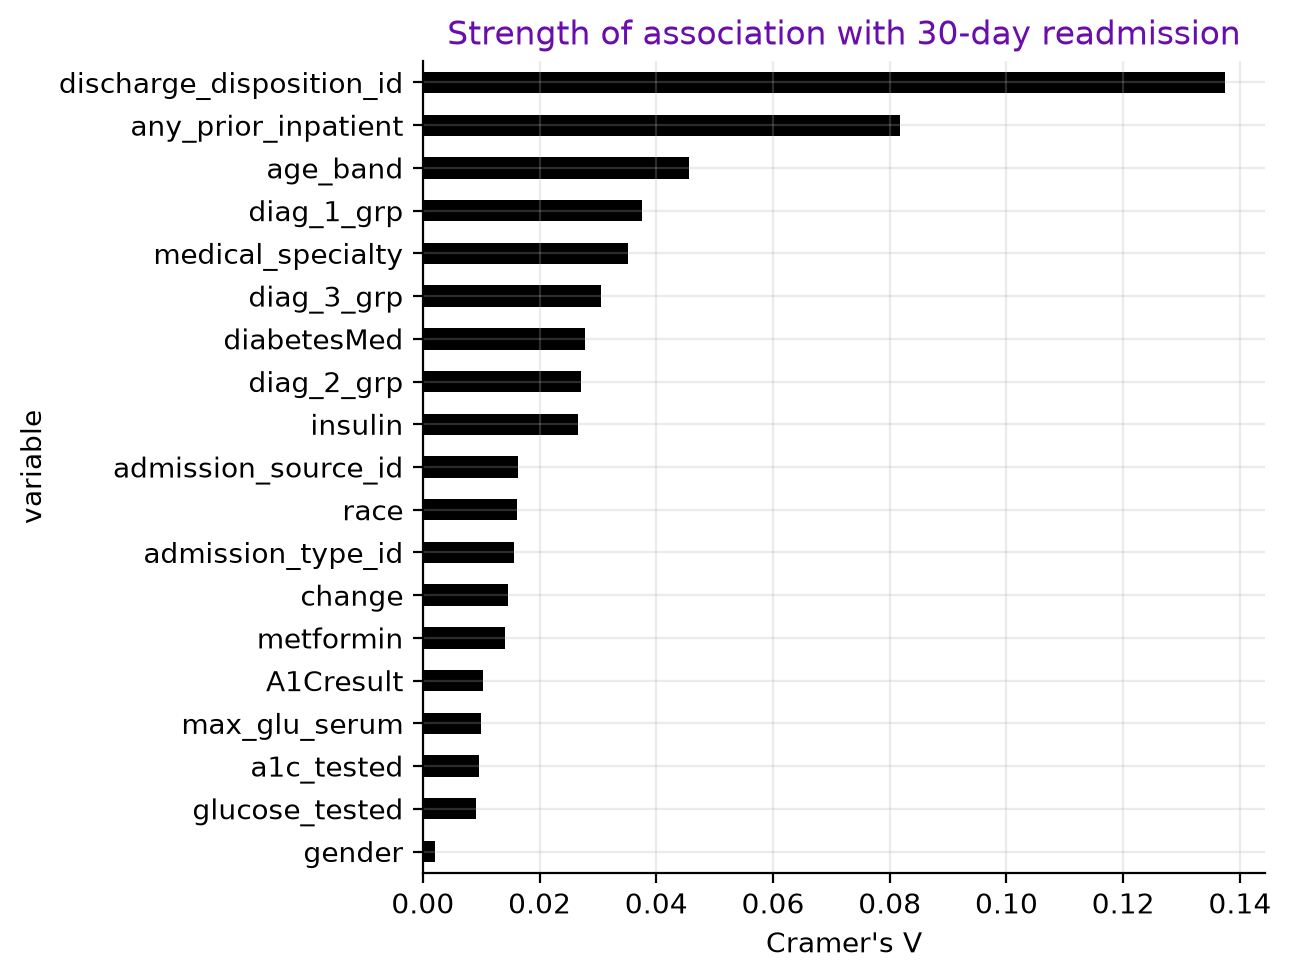 Strength of association with 30-day readmission
discharge_disposition_id
any_prior_inpatient
age_band
diag_1_grp
medical_specialty
diag_3_grp
diabetesMed
diag_2_grp
insulin
admission_source_id
race
admission_type_id
change
metformin
A1Cresult
max_glu_serum
a1c_tested
glucose_tested
gender
variable
0.00 0.02 0.04 0.06 0.08 0.10 0.12 0.14
Cramer's V